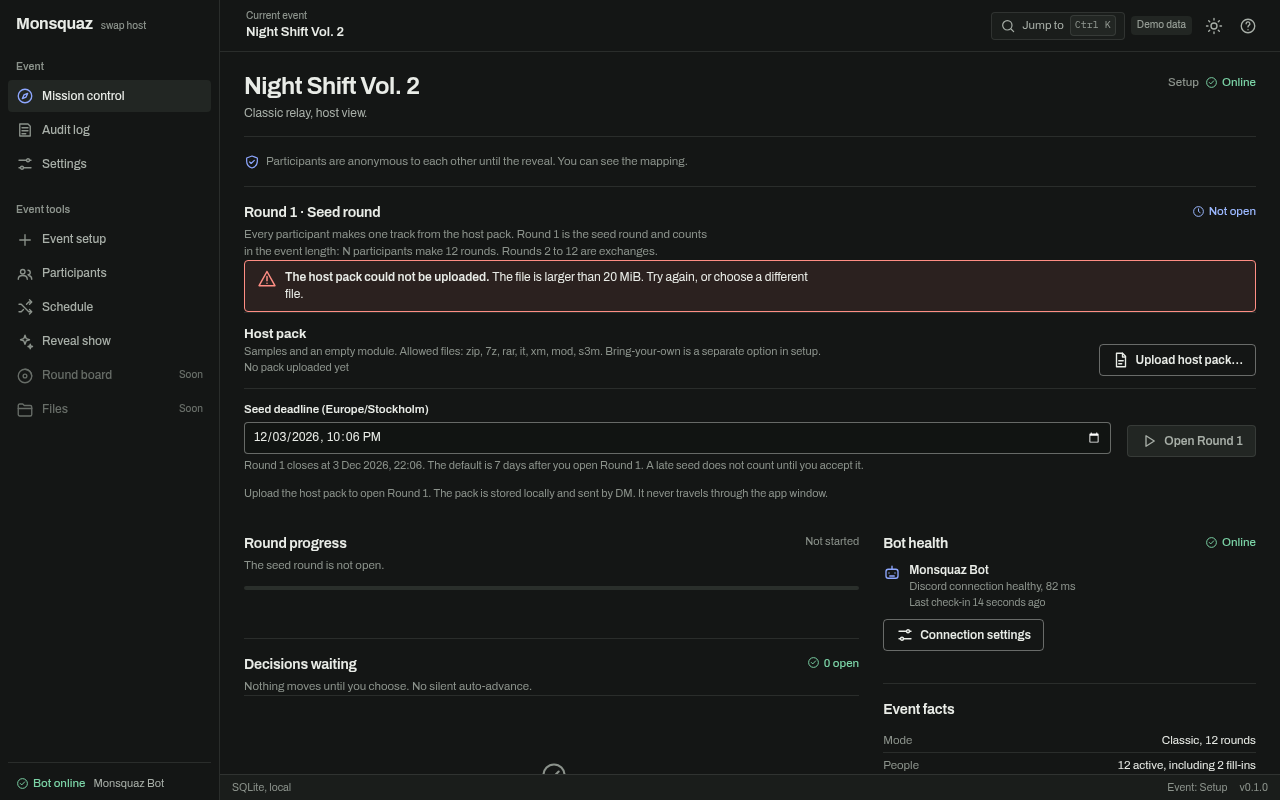 Monsquaz swap host
Event
Mission control
Audit log
Settings
Event tools
Event setup
Participants
Schedule
Reveal show
Round board Soon
Files Soon
Bot online Monsquaz Bot
Current event
Night Shift Vol. 2
Jump to Ctrl K
Demo data
Night Shift Vol. 2
Setup Online
Classic relay, host view.
Participants are anonymous to each other until the reveal. You can see the mapping.
Round 1 · Seed round
Not open
Every participant makes one track from the host pack. Round 1 is the seed round and counts
in the event length: N participants make 12 rounds. Rounds 2 to 12 are exchanges.
The host pack could not be uploaded. The file is larger than 20 MiB. Try again, or choose a different
file.
Host pack
Samples and an empty module. Allowed files: zip, 7z, rar, it, xm, mod, s3m. Bring-your-own is a separate option in setup.
No pack uploaded yet
Upload host pack…
Seed deadline (Europe/Stockholm)
12/03/2026, 10:06 PM
Open Round 1
Round 1 closes at 3 Dec 2026, 22:06. The default is 7 days after you open Round 1. A late seed does not count until you accept it.
Upload the host pack to open Round 1. The pack is stored locally and sent by DM. It never travels through the app window.
Round progress
Not started
The seed round is not open.
Decisions waiting
0 open
Nothing moves until you choose. No silent auto-advance.
Bot health
Online
Monsquaz Bot
Discord connection healthy, 82 ms
Last check-in 14 seconds ago
Connection settings
Event facts
Mode Classic, 12 rounds
People 12 active, including 2 fill-ins
SQLite, local
Event: Setup v0.1.0